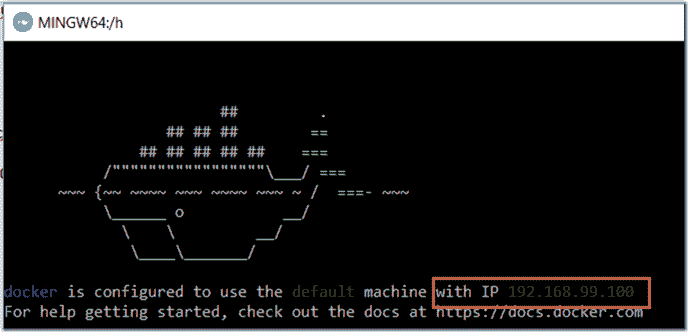 MINGW64:/h
## .
## ## ## ==
## ## ## ## ## ===
/"""""""""""""""""\___/ ===
~~~ {~~ ~~~~ ~~~ ~~~~ ~~~ ~ / ===- ~~~
\______ o __/
\ \ __/
\____\_______/
docker is configured to use the default machine with IP 192.168.99.100
For help getting started, check out the docs at https://docs.docker.com